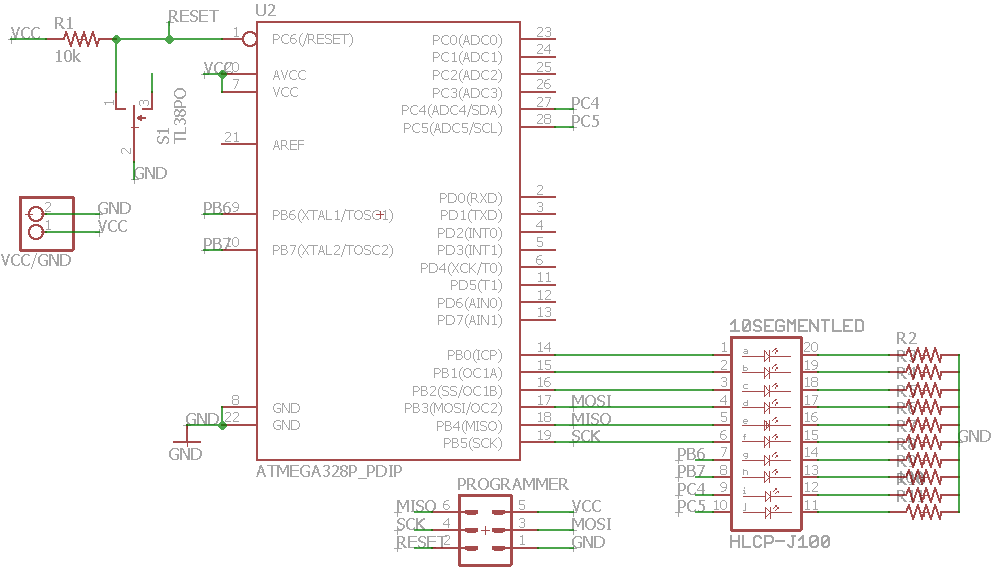 RESET
U2
VCC
R1
10k
1
PC6(/RESET)
PC0(ADC0)
23
PC1(ADC1)
24
VCC
20
AVCC
PC2(ADC2)
25
7
VCC
PC3(ADC3)
26
PC4(ADC4/SDA)
27
PC4
PC5(ADC5/SCL)
28
PC5
1
3
2
S1
TL38PO
GND
21
AREF
PD0(RXD)
2
PB6
9
PB6(XTAL1/TOSC1)
PD1(TXD)
3
PD2(INT0)
4
PB7
10
PB7(XTAL2/TOSC2)
PD3(INT1)
5
PD4(XCK/T0)
6
PD5(T1)
11
PD6(AIN0)
12
PD7(AIN1)
13
2
GND
1
VCC
VCC/GND
10SEGMENTLED
PB0(ICP)
14
1
a
20
R2
PB1(OC1A)
15
2
b
19
PB2(SS/OC1B)
16
3
c
18
8
GND
PB3(MOSI/OC2)
17
MOSI
4
d
17
GND
22
GND
PB4(MISO)
18
MISO
5
e
16
PB5(SCK)
19
SCK
6
f
15
GND
GND
PB6
7
g
14
PB7
8
h
13
PC4
9
i
12
PC5
10
j
11
ATMEGA328P_PDIP
HLCP-J100
PROGRAMMER
MISO
6
5
VCC
SCK
4
3
MOSI
RESET
2
1
GND